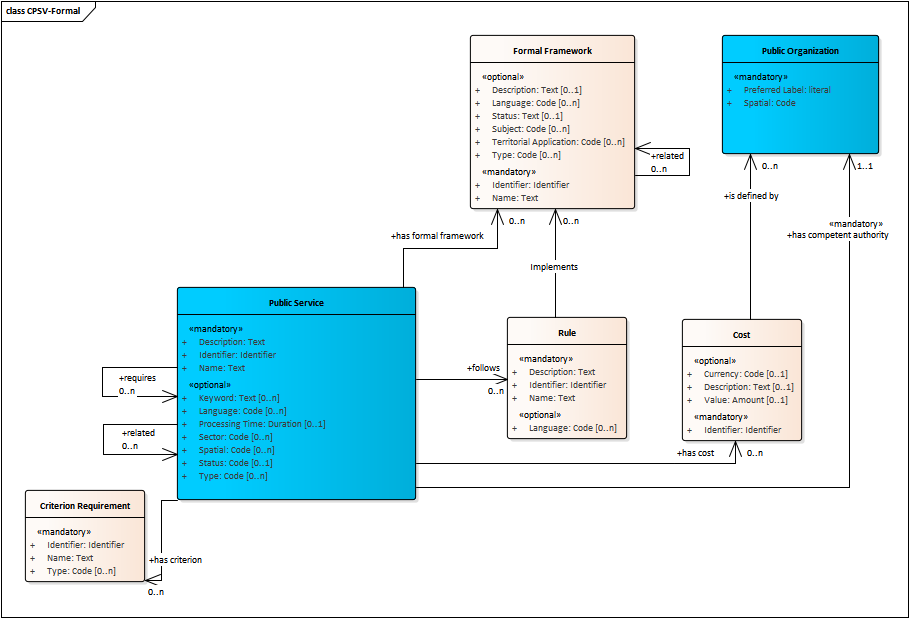 class CPSV-Formal
Formal Framework
«optional»
+ Description: Text [0..1]
+ Language: Code [0..n]
+ Status: Text [0..1]
+ Subject: Code [0..n]
+ Territorial Application: Code [0..n]
+ Type: Code [0..n]
«mandatory»
+ Identifier: Identifier
+ Name: Text
+related
0..n
Public Organization
«mandatory»
+ Preferred Label: literal
+ Spatial: Code
0..n
1..1
+is defined by
«mandatory»
+has competent authority
0..n
0..n
+has formal framework
Implements
Public Service
«mandatory»
+ Description: Text
+ Identifier: Identifier
+ Name: Text
«optional»
+ Keyword: Text [0..n]
+ Language: Code [0..n]
+ Processing Time: Duration [0..1]
+ Sector: Code [0..n]
+ Spatial: Code [0..n]
+ Status: Code [0..1]
+ Type: Code [0..n]
+requires
0..n
+related
0..n
+follows
0..n
Rule
«mandatory»
+ Description: Text
+ Identifier: Identifier
+ Name: Text
«optional»
+ Language: Code [0..n]
Cost
«optional»
+ Currency: Code [0..1]
+ Description: Text [0..1]
+ Value: Amount [0..1]
«mandatory»
+ Identifier: Identifier
+has cost
0..n
Criterion Requirement
«mandatory»
+ Identifier: Identifier
+ Name: Text
+ Type: Code [0..n]
+has criterion
0..n